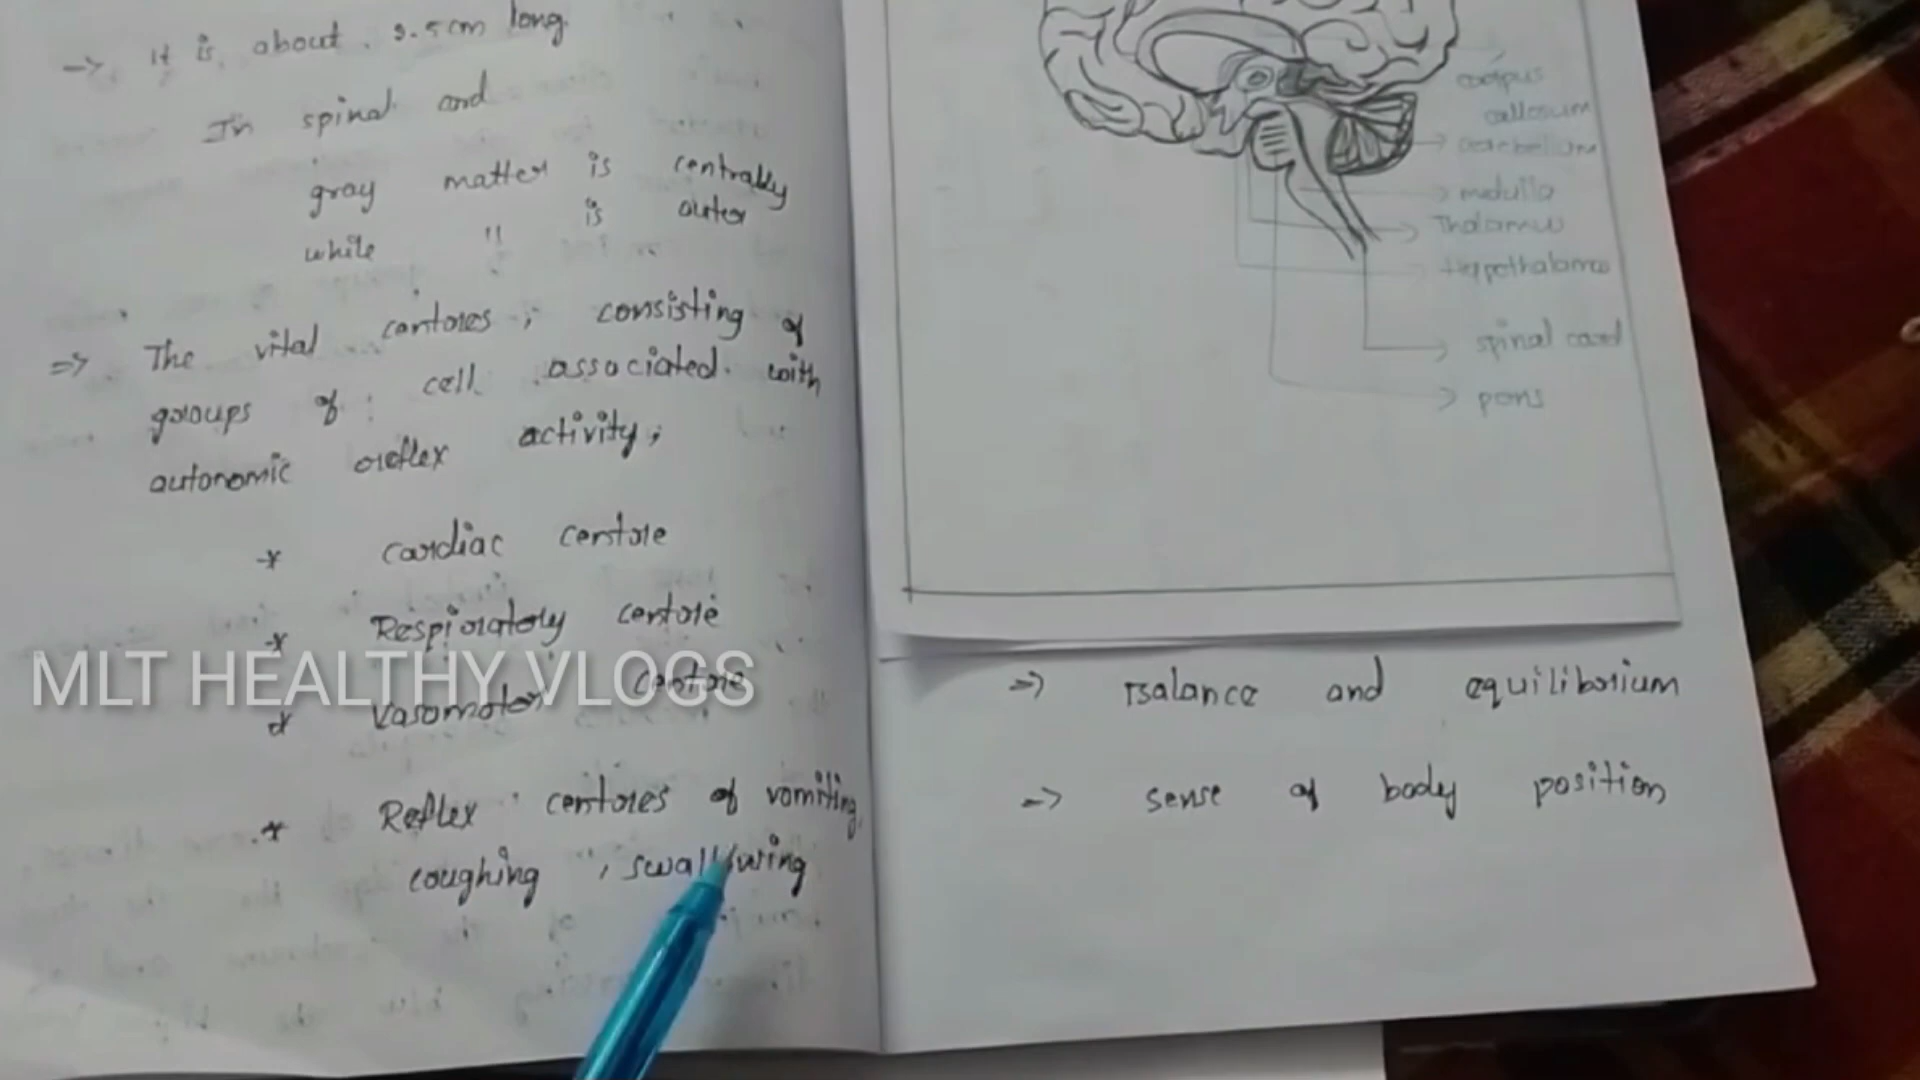 -> It is about 2.5cm long.
In spinal cord
gray matter is centrally
while " is outer
=> The vital centres, consisting of
groups of cell associated with
autonomic reflex activity,
* cardiac centre
* Respiratory centre
* Vasomotor centre
* Reflex centres of vomiting,
coughing, swallowing
MLT HEALTHY VLOGS
corpus
callosum
cerebellum
medulla
Thalamus
Hypothalamus
spinal cord
pons
=> Balance and equilibrium
=> sense of body position